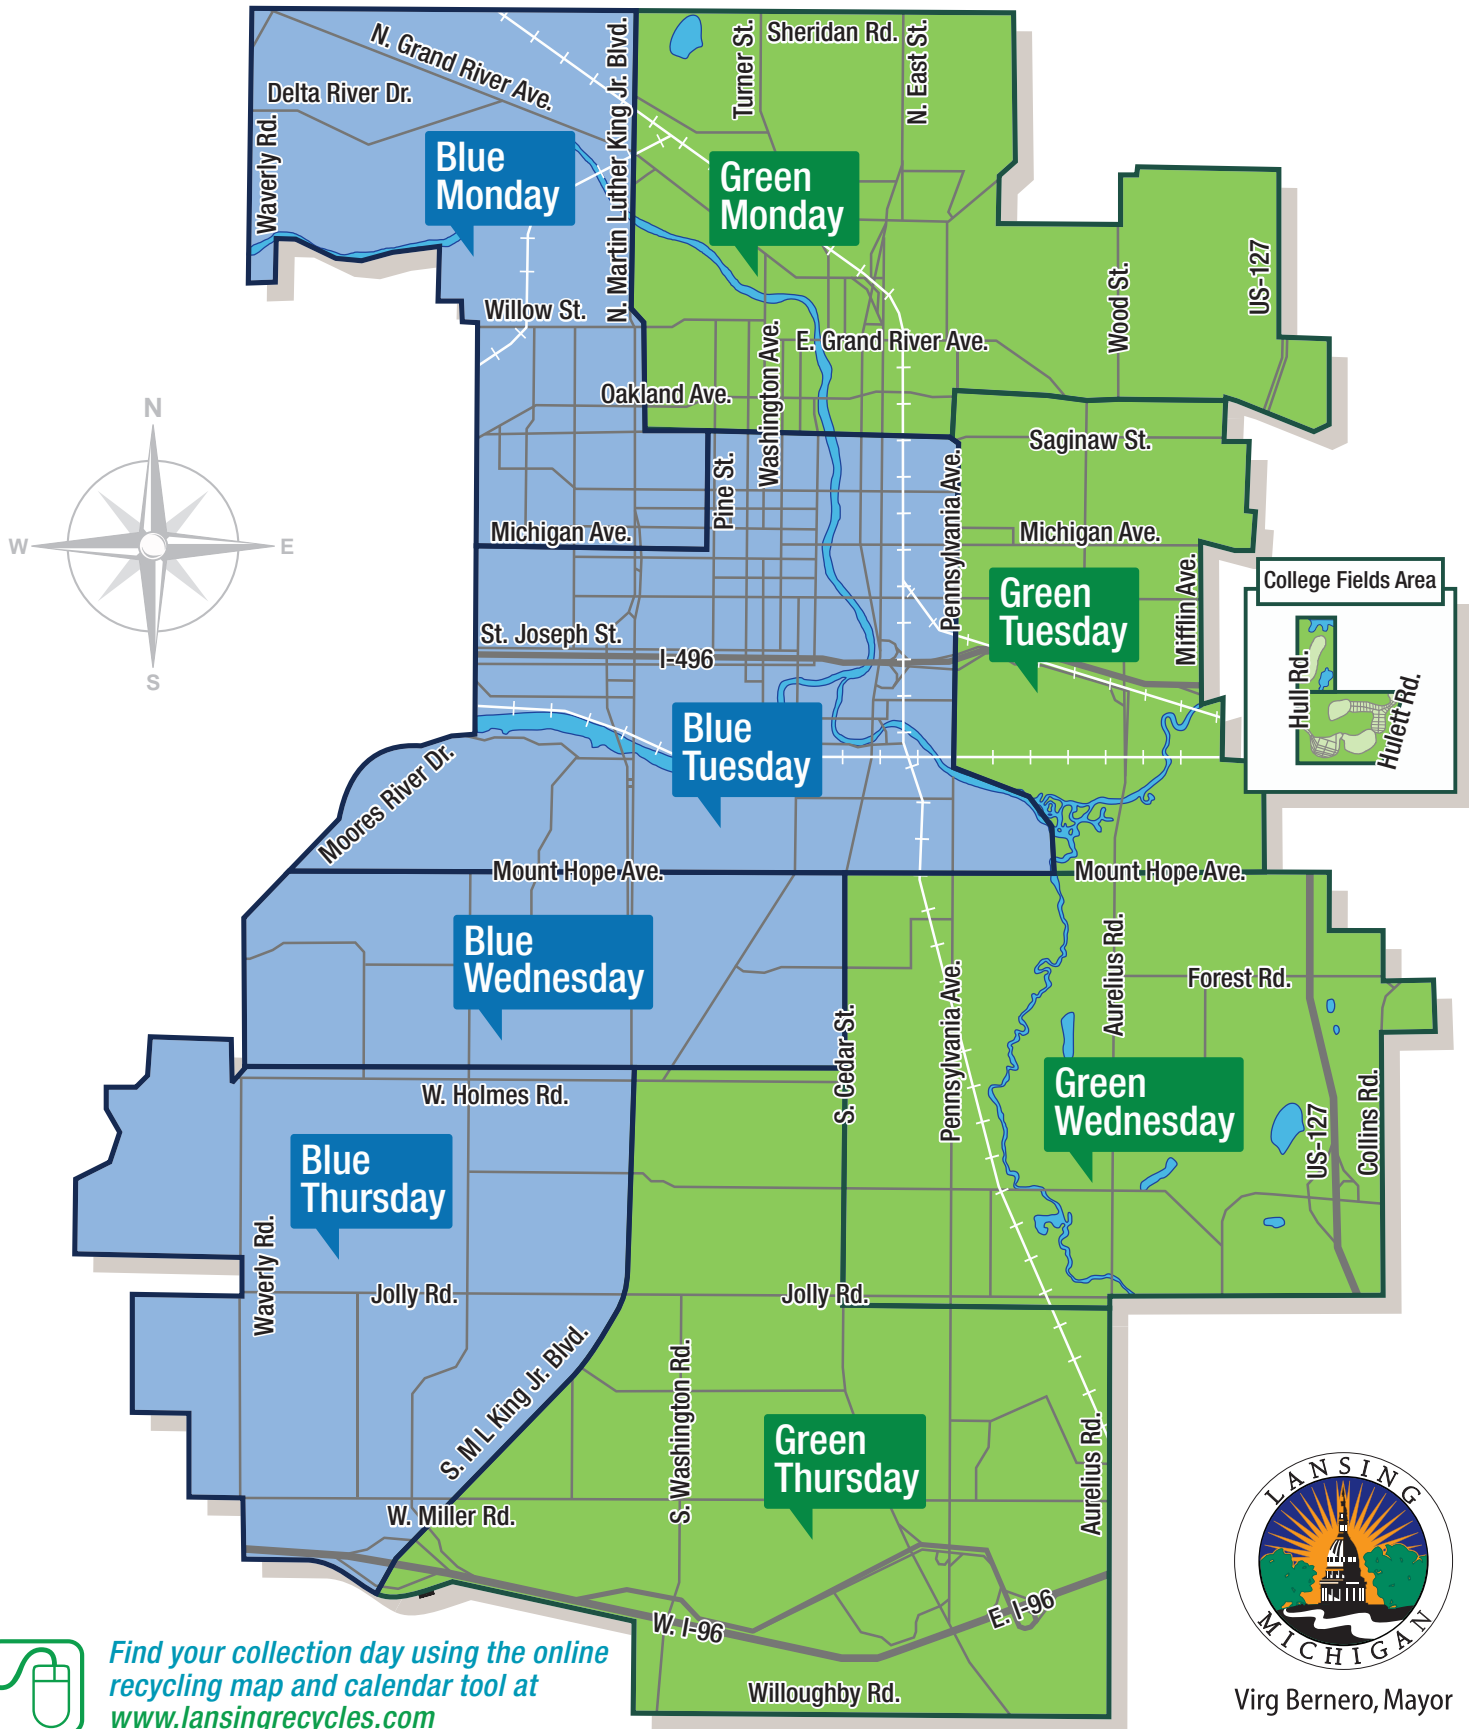 Sheridan Rd.
Turner St.
N. East St.
N. Grand River Ave.
N. Martin Luther King Jr. Blvd.
Delta River Dr.
Waverly Rd.
Blue
Monday
Green
Monday
Willow St.
Wood St.
US-127
E. Grand River Ave.
Washington Ave.
Oakland Ave.
Saginaw St.
Pine St.
Pennsylvania Ave.
Michigan Ave.
Michigan Ave.
N
W
E
S
Mifflin Ave.
College Fields Area
Hull Rd.
Hulett Rd.
Green
Tuesday
St. Joseph St.
I-496
Blue
Tuesday
Moores River Dr.
Mount Hope Ave.
Mount Hope Ave.
Blue
Wednesday
Aurelius Rd.
Forest Rd.
Pennsylvania Ave.
S. Cedar St.
Green
Wednesday
W. Holmes Rd.
US-127
Collins Rd.
Blue
Thursday
Waverly Rd.
Jolly Rd.
Jolly Rd.
S. M L King Jr. Blvd.
S. Washington Rd.
Green
Thursday
Aurelius Rd.
W. Miller Rd.
W. I-96
E. I-96
Willoughby Rd.
LANSING
MICHIGAN
Virg Bernero, Mayor
Find your collection day using the online
recycling map and calendar tool at
www.lansingrecycles.com